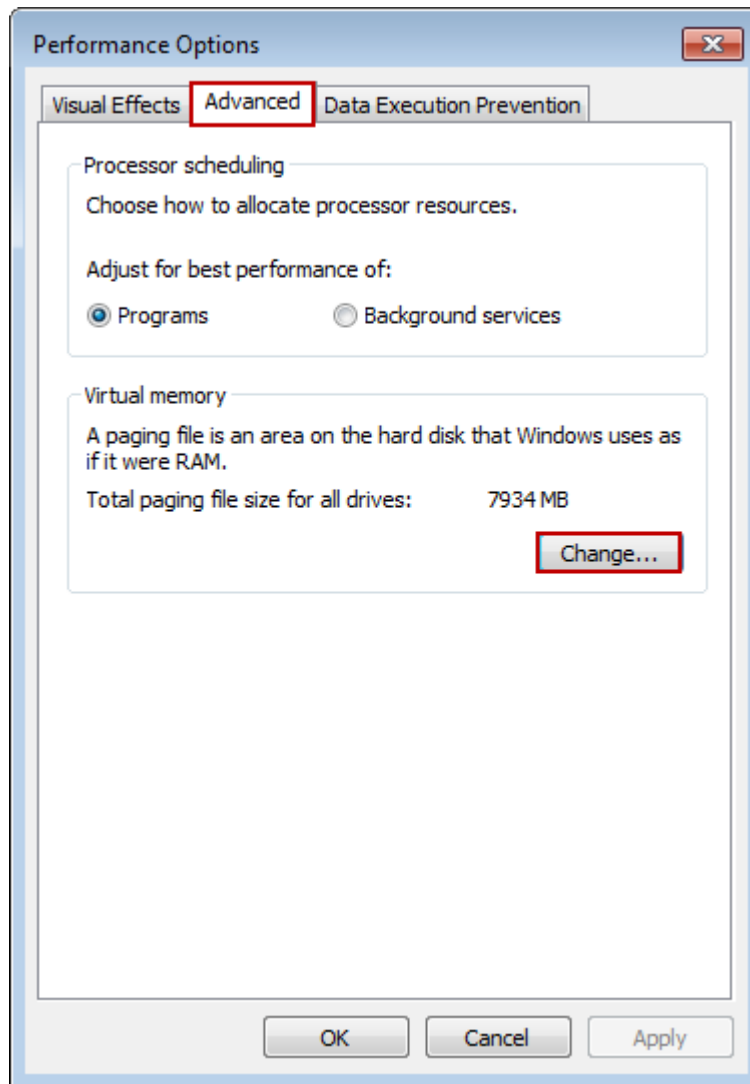 Performance Options
Visual Effects
Advanced
Data Execution Prevention
Processor scheduling
Choose how to allocate processor resources.
Adjust for best performance of:
Programs
Background services
Virtual memory
A paging file is an area on the hard disk that Windows uses as
if it were RAM.
Total paging file size for all drives: 7934 MB
Change...
OK
Cancel
Apply